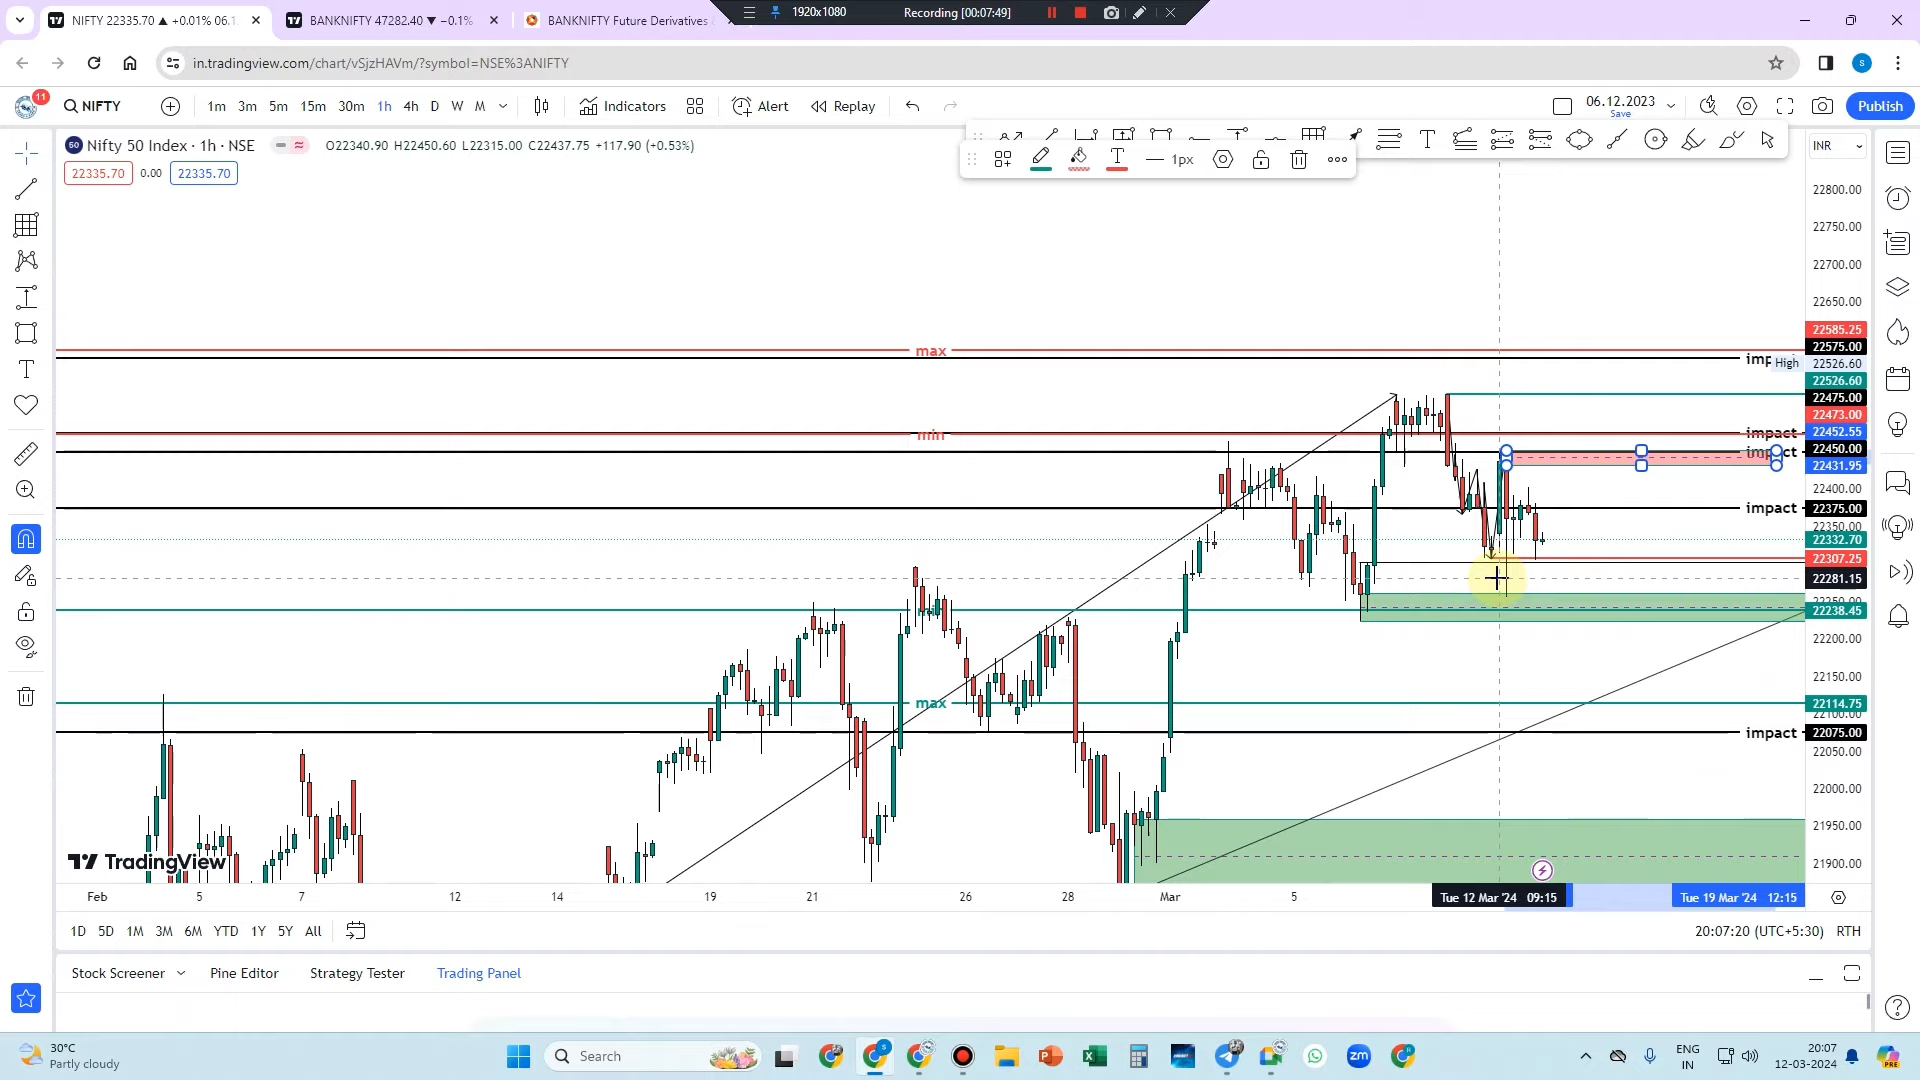 1920x1080 Recording [00:07:49]
NIFTY 22335.70 ▲ +0.01% 06.1
BANKNIFTY 47282.40 ▼ −0.1%
BANKNIFTY Future Derivatives
in.tradingview.com/chart/vSjzHAVm/?symbol=NSE%3ANIFTY
11
NIFTY 1m 3m 5m 15m 30m 1h 4h D W M Indicators Alert Replay 06.12.2023 Save Publish
50 Nifty 50 Index · 1h · NSE O22340.90 H22450.60 L22315.00 C22437.75 +117.90 (+0.53%)
22335.70 0.00 22335.70
1px
INR
22800.00
22750.00
22700.00
22650.00
22585.25
max
22575.00
High 22526.60
22526.60
22475.00
22473.00
min
impact
22452.55
22450.00
22431.95
22400.00
impact 22375.00
22350.00
22332.70
22307.25
22281.15
22250.00
22238.45
22200.00
22150.00
max
22114.75
22100.00
impact 22075.00
22050.00
22000.00
21950.00
21900.00
TradingView
Feb 5 7 12 14 19 21 26 28 Mar 5 Tue 12 Mar '24 09:15 Tue 19 Mar '24 12:15
1D 5D 1M 3M 6M YTD 1Y 5Y All 20:07:20 (UTC+5:30) RTH
Stock Screener Pine Editor Strategy Tester Trading Panel
30°C
Partly cloudy
Search
ENG
IN
20:07
12-03-2024